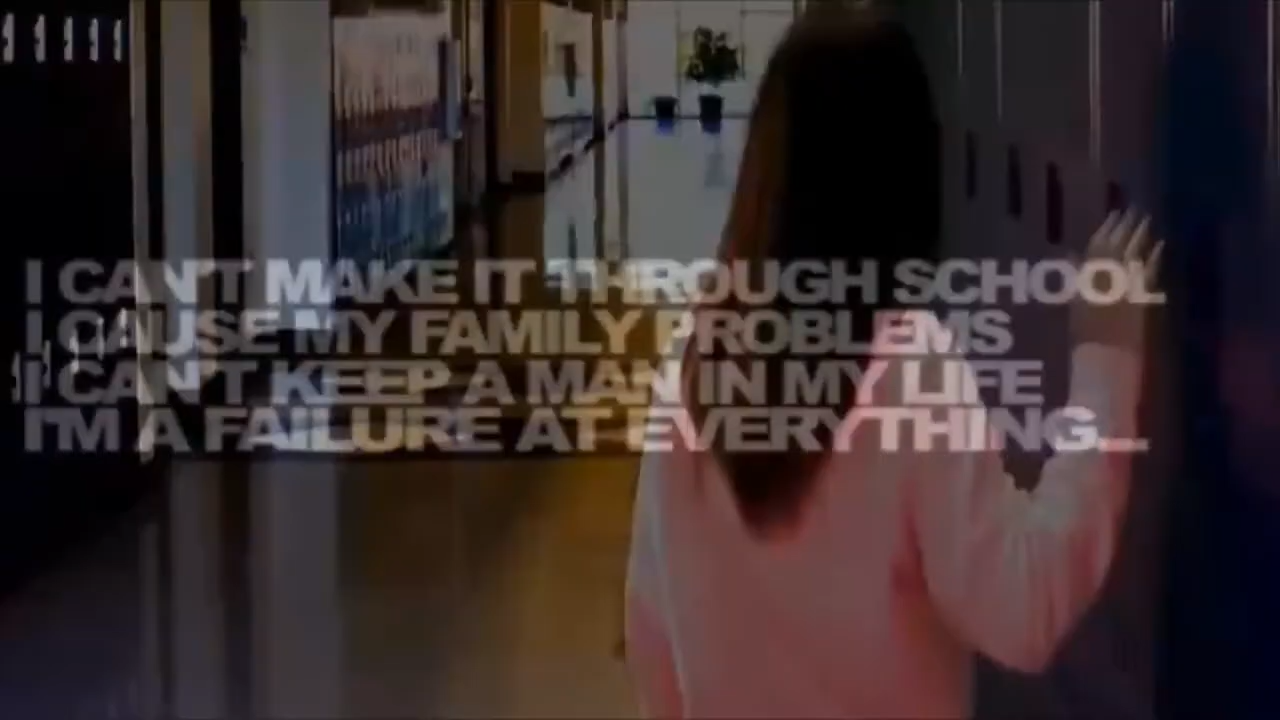 I CAN'T MAKE IT THROUGH SCHOOL
I CAUSE MY FAMILY PROBLEMS
I CAN'T KEEP A MAN IN MY LIFE
I'M A FAILURE AT EVERYTHING...